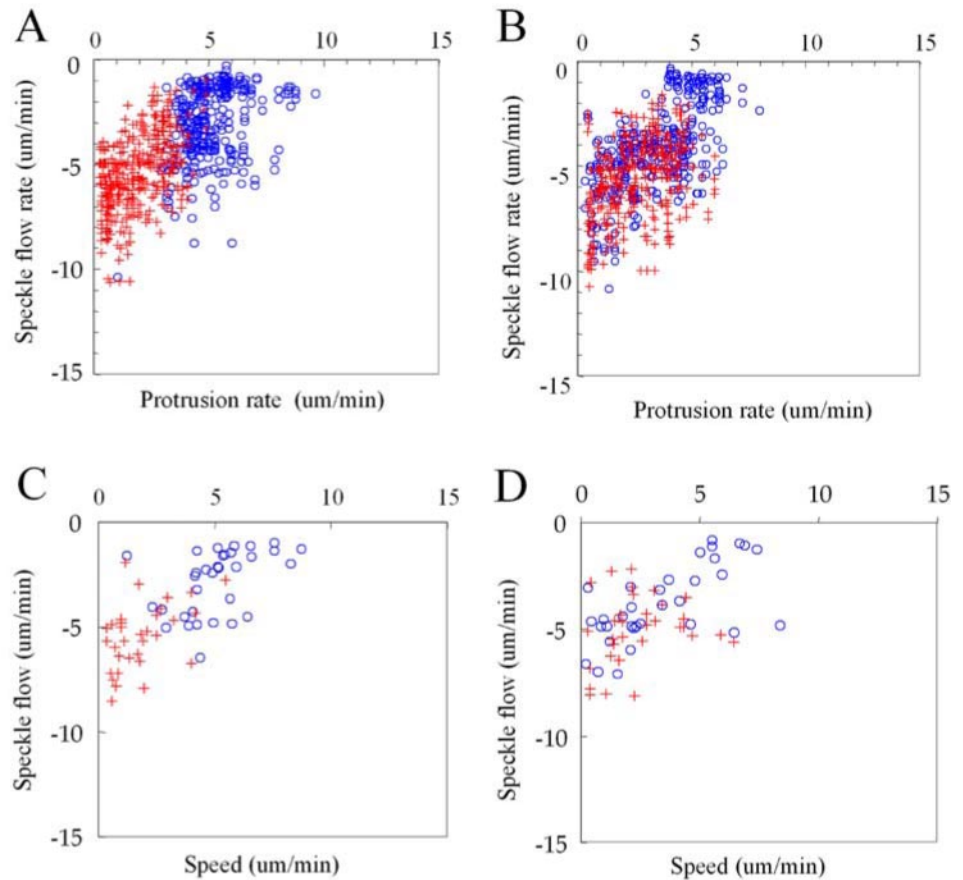 A
0 5 10 15
Speckle flow rate (um/min)
0
-5
-10
-15
Protrusion rate (um/min)
B
0 5 10 15
Speckle flow rate (um/min)
0
-5
-10
-15
Protrusion rate (um/min)
C
0 5 10 15
Speckle flow (um/min)
0
-5
-10
-15
Speed (um/min)
D
0 5 10 15
Speckle flow (um/min)
0
-5
-10
-15
Speed (um/min)